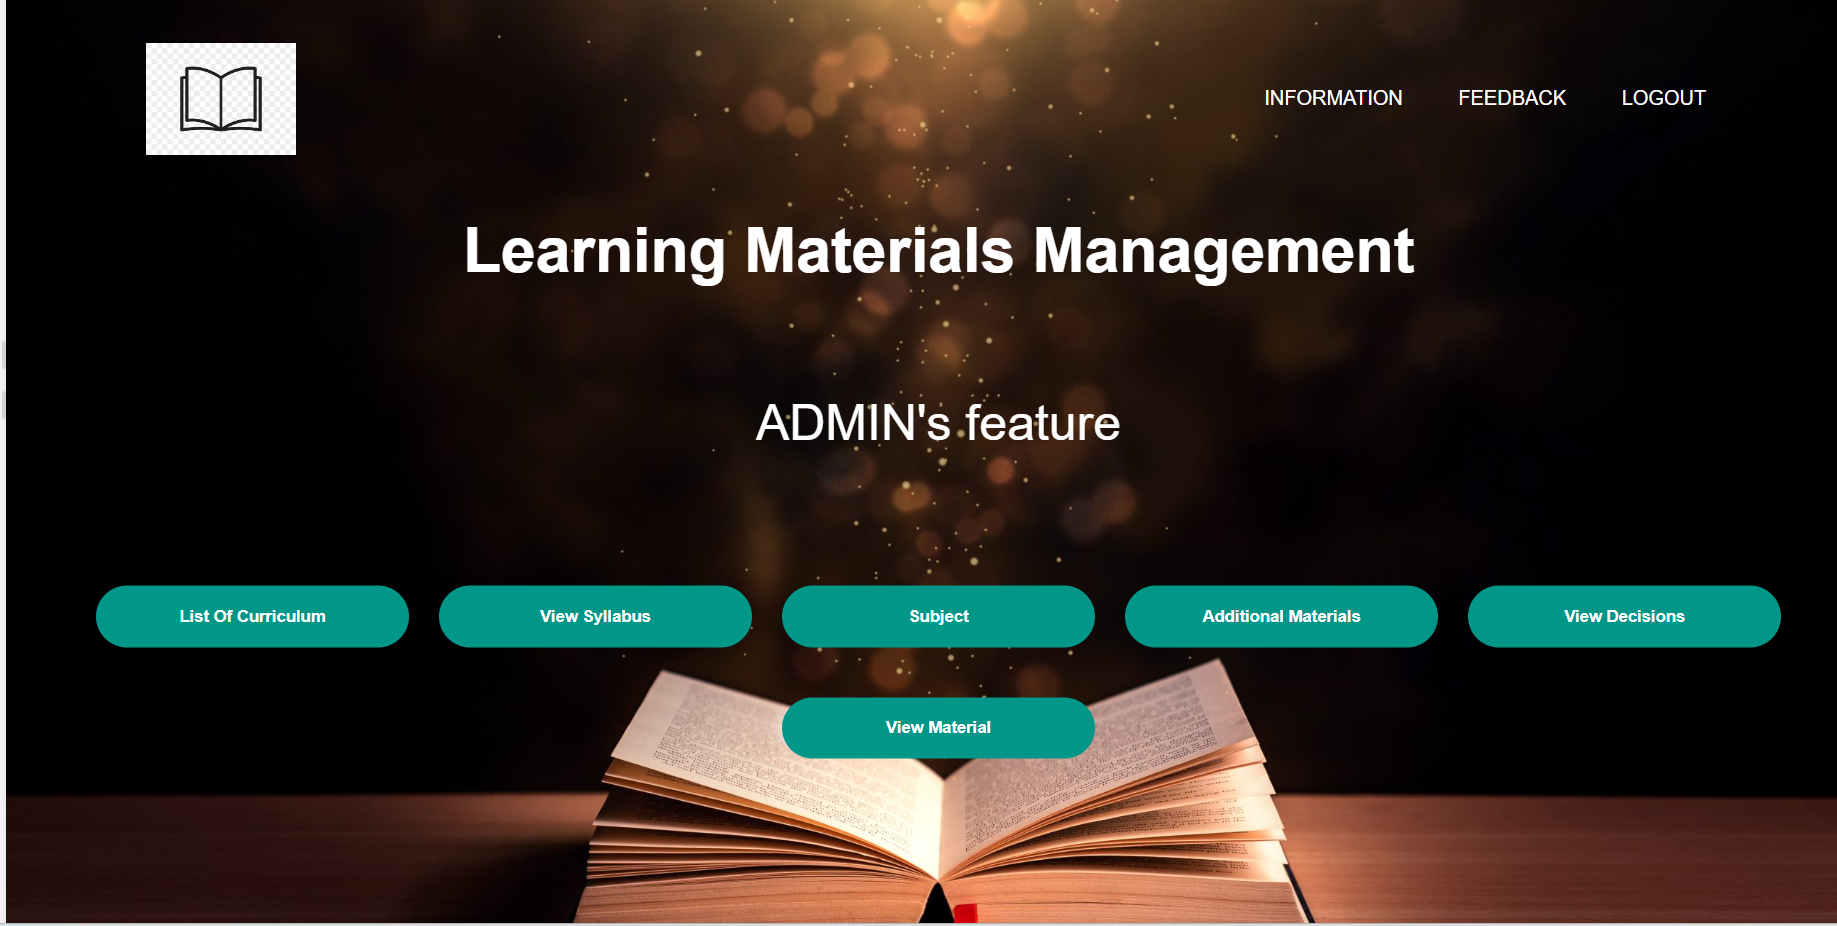 INFORMATION FEEDBACK LOGOUT
Learning Materials Management
ADMIN's feature
List Of Curriculum View Syllabus Subject Additional Materials View Decisions
View Material